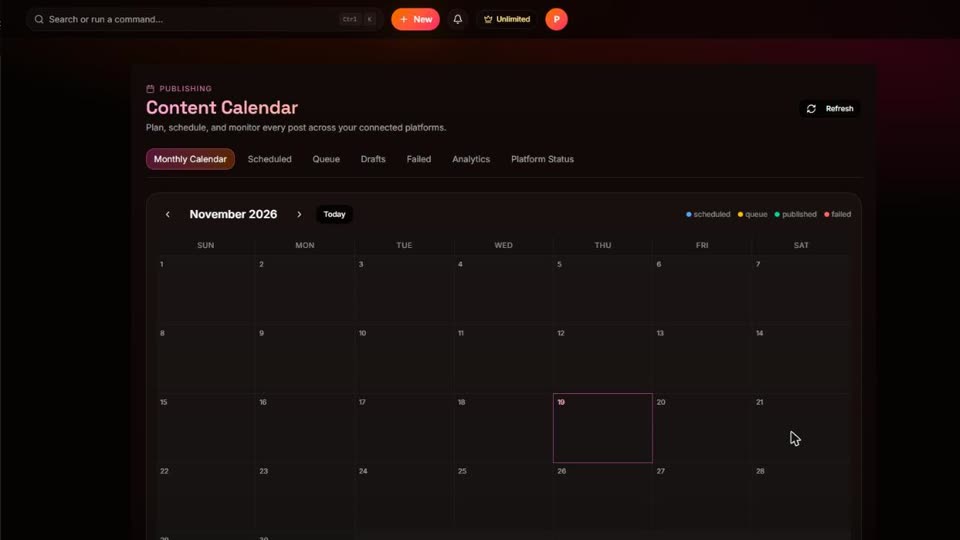 Search or run a command... Ctrl K + New Unlimited P
PUBLISHING
Content Calendar
Refresh
Plan, schedule, and monitor every post across your connected platforms.
Monthly Calendar Scheduled Queue Drafts Failed Analytics Platform Status
‹ November 2026 › Today scheduled queue published failed
SUN MON TUE WED THU FRI SAT
1 2 3 4 5 6 7
8 9 10 11 12 13 14
15 16 17 18 19 20 21
22 23 24 25 26 27 28